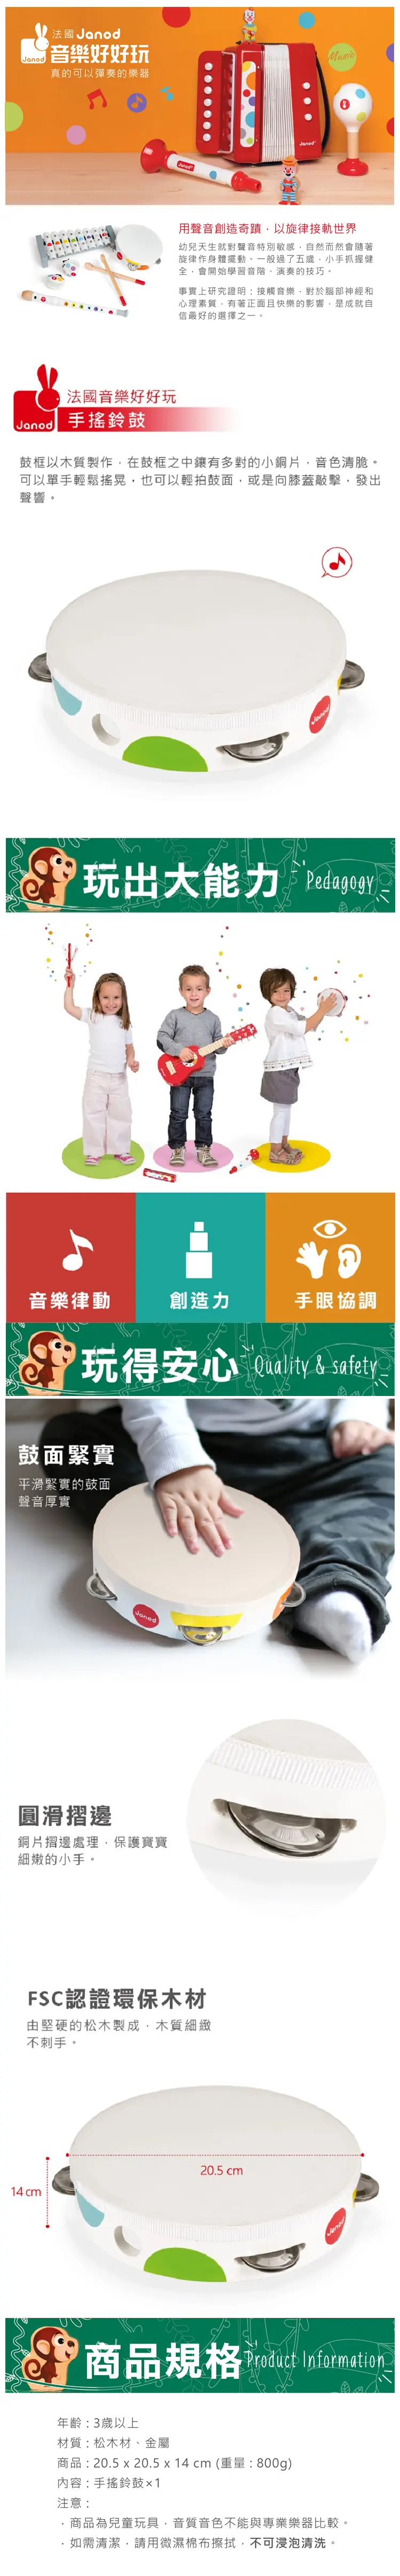 法國 Janod
Janod
音樂好好玩
真的可以彈奏的樂器
Music
Janod
Janod
用聲音創造奇蹟，以旋律接軌世界
幼兒天生就對聲音特別敏感，自然而然會隨著
旋律作身體擺動。一般過了五歲，小手抓握健
全，會開始學習音階、演奏的技巧。
事實上研究證明：接觸音樂，對於腦部神經和
心理素質，有著正面且快樂的影響，是成就自
信最好的選擇之一。
法國音樂好好玩
Janod
手搖鈴鼓
鼓框以木質製作，在鼓框之中鑲有多對的小銅片，音色清脆。
可以單手輕鬆搖晃，也可以輕拍鼓面，或是向膝蓋敲擊，發出
聲響。
Janod
玩出大能力 Pedagogy
音樂律動
創造力
手眼協調
玩得安心 Quality & safety
鼓面緊實
平滑緊實的鼓面
聲音厚實
Janod
圓滑摺邊
銅片摺邊處理，保護寶寶
細嫩的小手。
FSC認證環保木材
由堅硬的松木製成，木質細緻
不刺手。
20.5 cm
14 cm
Janod
商品規格 Product Information
年齡：3歲以上
材質：松木材、金屬
商品：20.5 x 20.5 x 14 cm (重量：800g)
內容：手搖鈴鼓×1
注意：
．商品為兒童玩具，音質音色不能與專業樂器比較。
．如需清潔，請用微濕棉布擦拭，不可浸泡清洗。